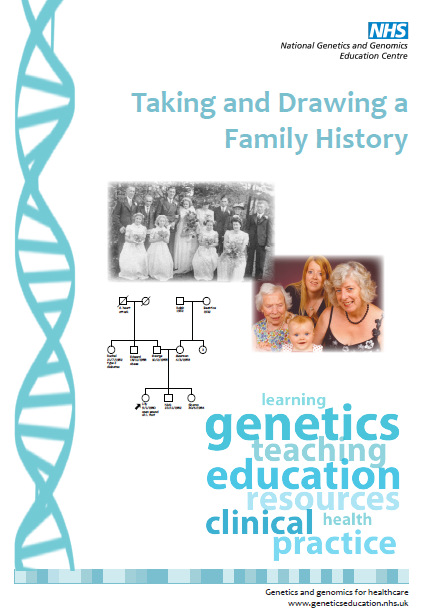 NHS
National Genetics and Genomics
Education Centre
Taking and Drawing a
Family History
learning
genetics
teaching
education
resources
clinical health
practice
Genetics and genomics for healthcare
www.geneticseducation.nhs.uk